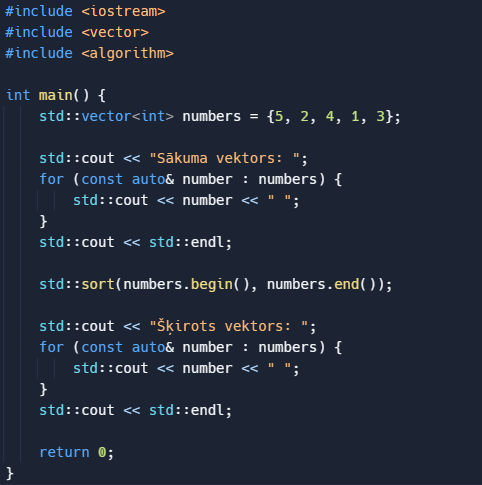 #include <iostream>
#include <vector>
#include <algorithm>
int main() {
std::vector<int> numbers = {5, 2, 4, 1, 3};
std::cout << "Sākuma vektors: ";
for (const auto& number : numbers) {
std::cout << number << " ";
}
std::cout << std::endl;
std::sort(numbers.begin(), numbers.end());
std::cout << "Šķirots vektors: ";
for (const auto& number : numbers) {
std::cout << number << " ";
}
std::cout << std::endl;
return 0;
}